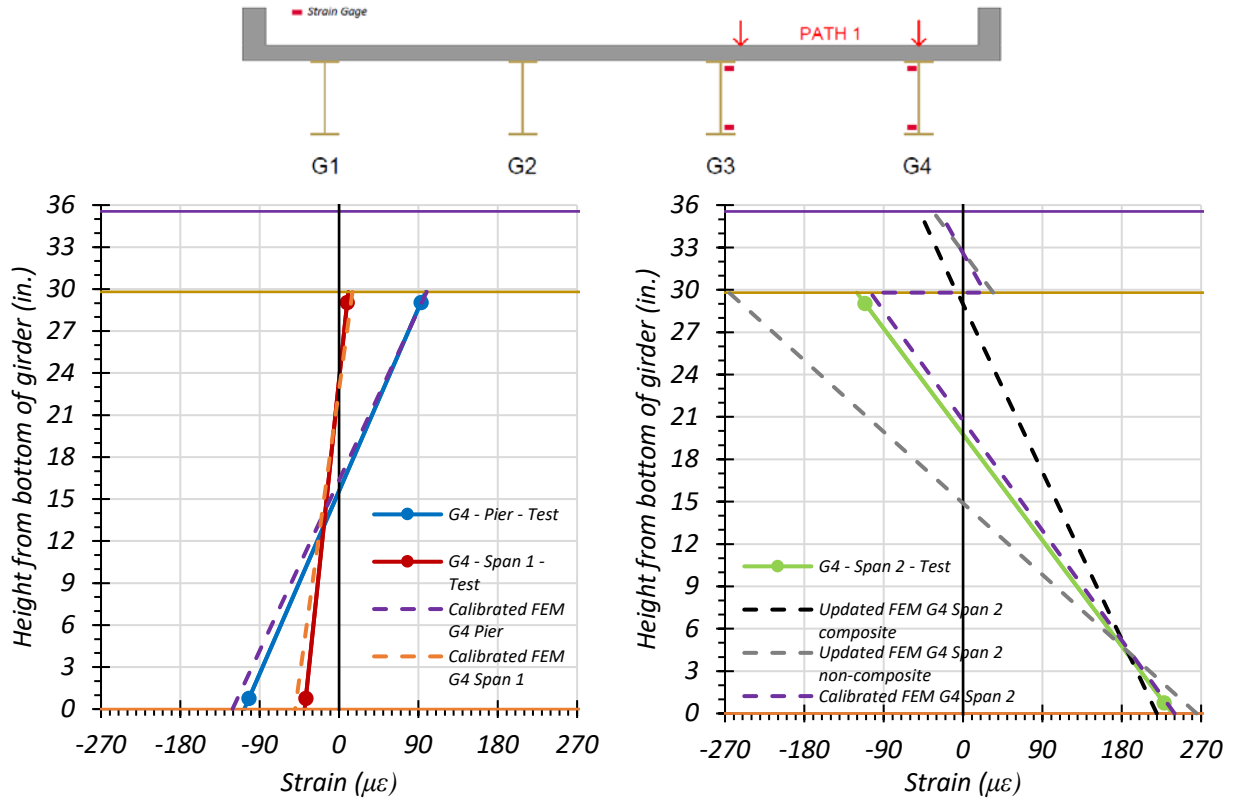 Strain Gage
PATH 1
G1
G2
G3
G4
Height from bottom of girder (in.)
36
33
30
27
24
21
18
15
12
9
6
3
0
-270
-180
-90
0
90
180
270
Strain (με)
G4 - Pier - Test
G4 - Span 1 -
Test
Calibrated FEM
G4 Pier
Calibrated FEM
G4 Span 1
Height from bottom of girder (in.)
36
33
30
27
24
21
18
15
12
9
6
3
0
-270
-180
-90
0
90
180
270
Strain (με)
G4 - Span 2 - Test
Updated FEM G4 Span 2
composite
Updated FEM G4 Span 2
non-composite
Calibrated FEM G4 Span 2